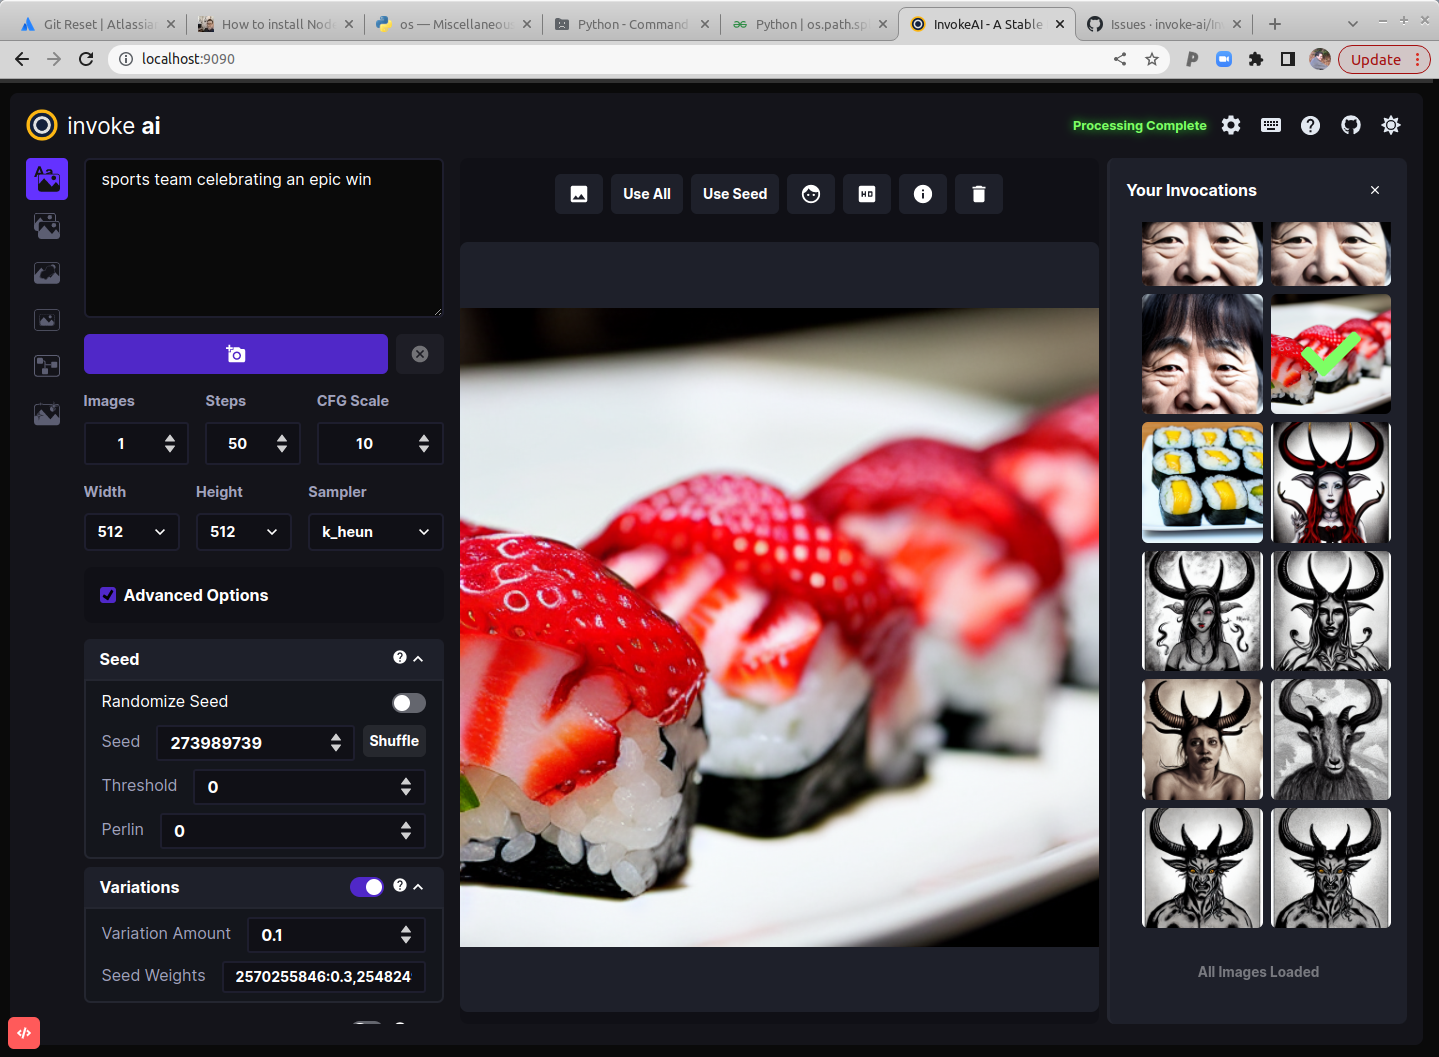 Git Reset | Atlassian
How to install Node
os — Miscellaneous
Python - Command
Python | os.path.sp
InvokeAI - A Stable
Issues · invoke-ai/In
localhost:9090
Update
invoke ai
Processing Complete
sports team celebrating an epic win
Use All
Use Seed
HD
Your Invocations
Images
Steps
CFG Scale
1
50
10
Width
Height
Sampler
512
512
k_heun
Advanced Options
Seed
Randomize Seed
Seed
273989739
Shuffle
Threshold
0
Perlin
0
Variations
Variation Amount
0.1
Seed Weights
2570255846:0.3,254824
All Images Loaded